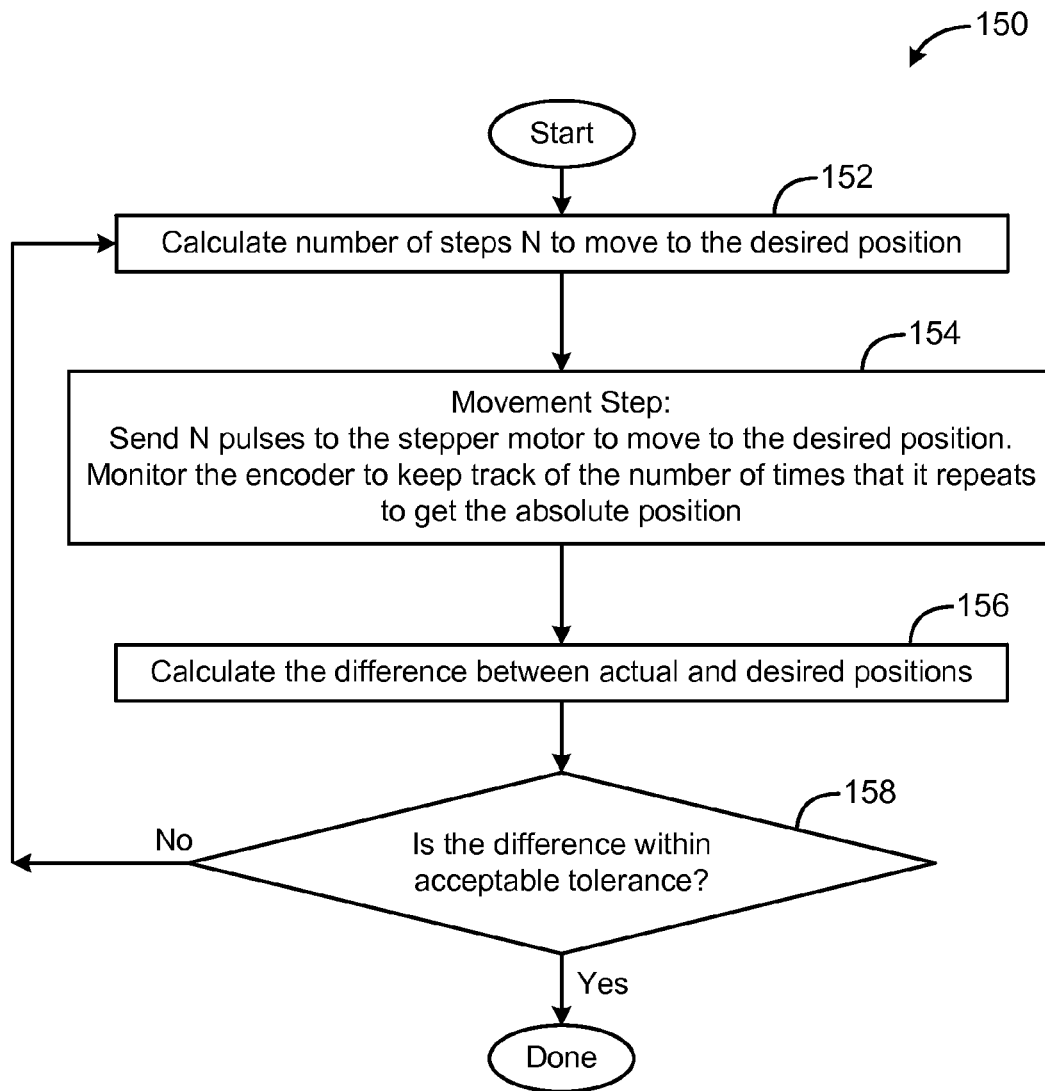 150
Start
152
Calculate number of steps N to move to the desired position
154
Movement Step:
Send N pulses to the stepper motor to move to the desired position.
Monitor the encoder to keep track of the number of times that it repeats
to get the absolute position
156
Calculate the difference between actual and desired positions
158
Is the difference within
acceptable tolerance?
No
Yes
Done